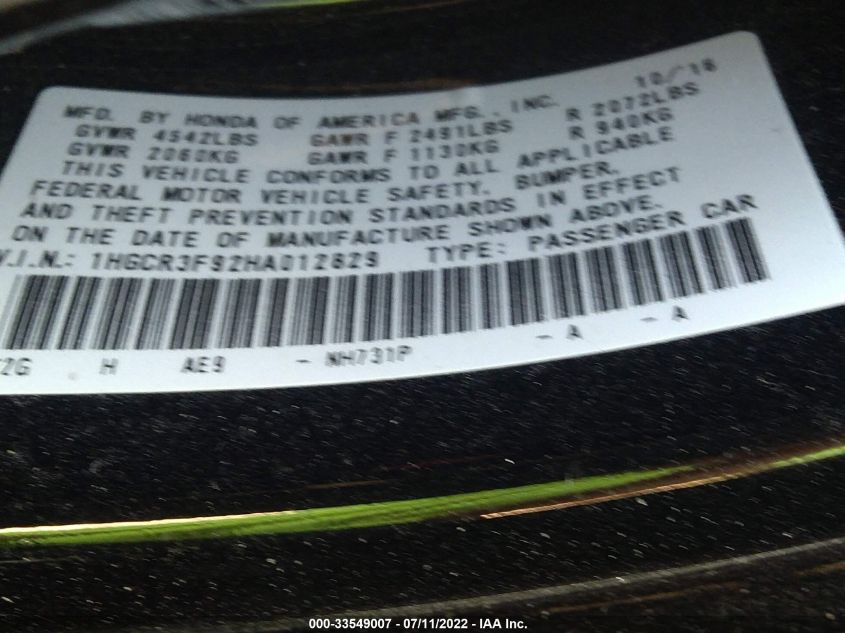 MFD. BY HONDA OF AMERICA MFG., INC. 10/16
GVWR 4542LBS GAWR F 2491LBS R 2072LBS
GVWR 2060KG GAWR F 1130KG R 940KG
THIS VEHICLE CONFORMS TO ALL APPLICABLE
FEDERAL MOTOR VEHICLE SAFETY, BUMPER,
AND THEFT PREVENTION STANDARDS IN EFFECT
ON THE DATE OF MANUFACTURE SHOWN ABOVE.
V.I.N.: 1HGCR3F92HA012829 TYPE: PASSENGER CAR
2G H AE9 - NH731P - A - A
000-33549007 - 07/11/2022 - IAA Inc.